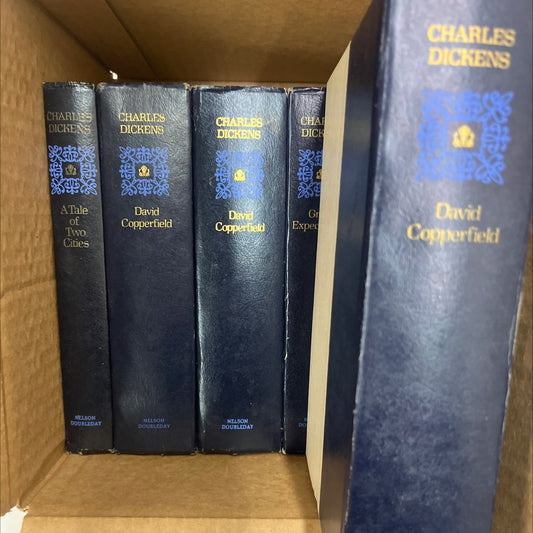 CHARLES
DICKENS
A Tale
of
Two
Cities
NELSON
DOUBLEDAY
CHARLES
DICKENS
David
Copperfield
NELSON
DOUBLEDAY
CHARLES
DICKENS
David
Copperfield
NELSON
DOUBLEDAY
CHARLES
DICKENS
David
Copperfield